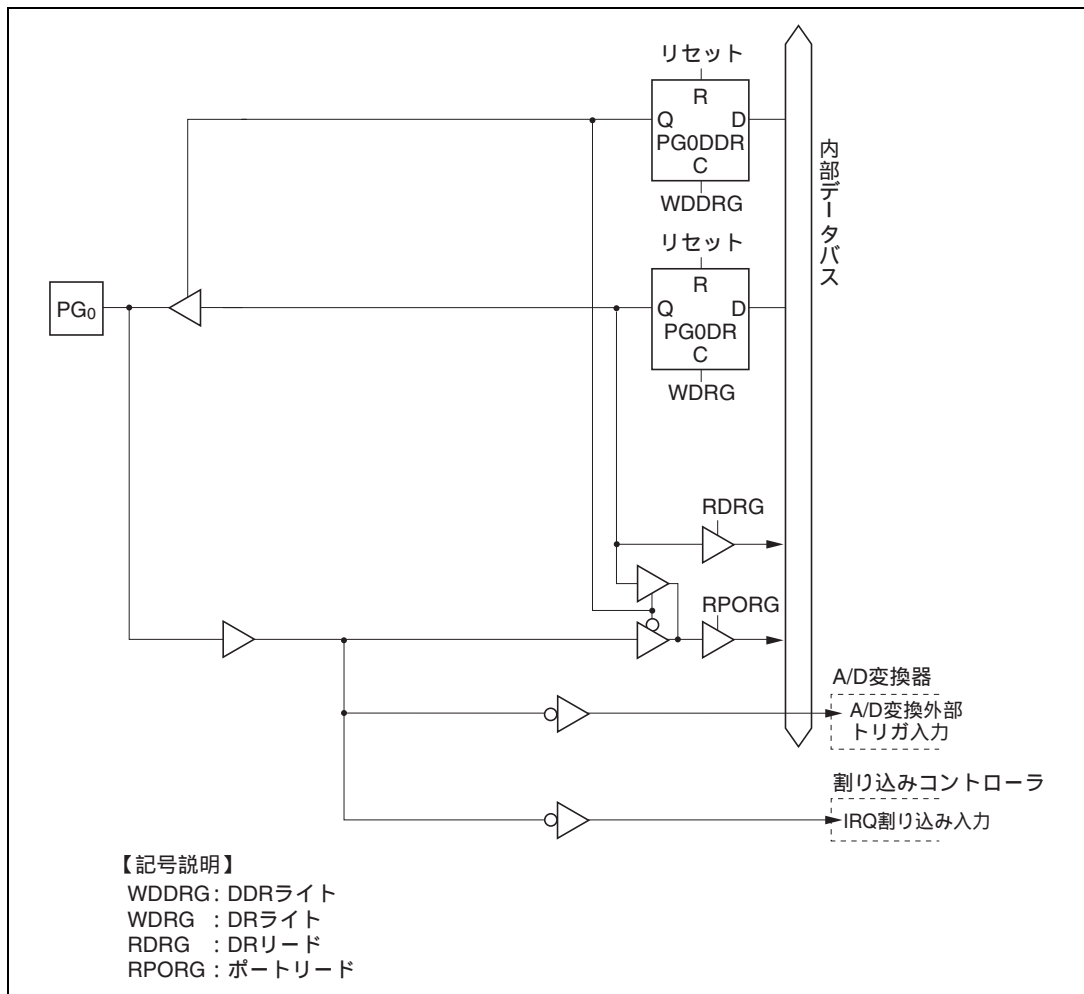 リセット
R
Q D
PG0DDR
C
WDDRG
内部データバス
リセット
R
PG0
Q D
PG0DR
C
WDRG
RDRG
RPORG
A/D変換器
A/D変換外部
トリガ入力
割り込みコントローラ
IRQ割り込み入力
【記号説明】
WDDRG : DDRライト
WDRG : DRライト
RDRG : DRリード
RPORG : ポートリード